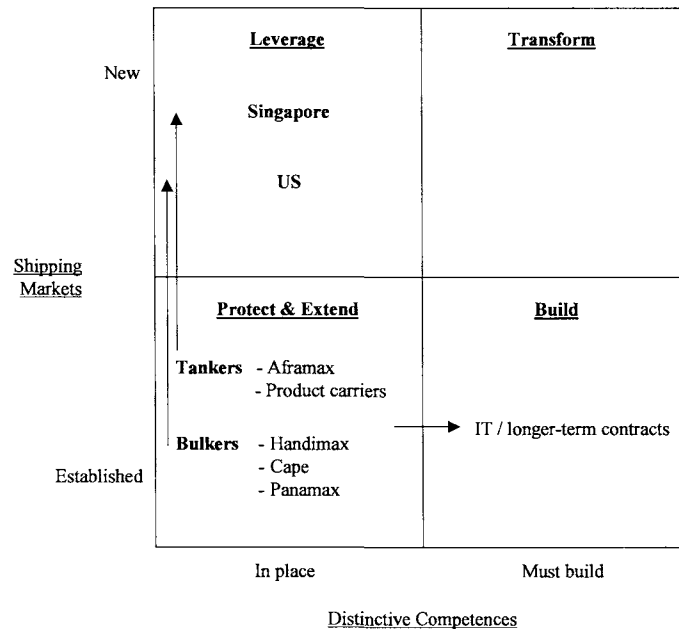 Leverage
Transform
New
Singapore
US
Shipping
Markets
Protect & Extend
Build
Tankers - Aframax
- Product carriers
Bulkers - Handimax
IT / longer-term contracts
- Cape
Established
- Panamax
In place
Must build
Distinctive Competences